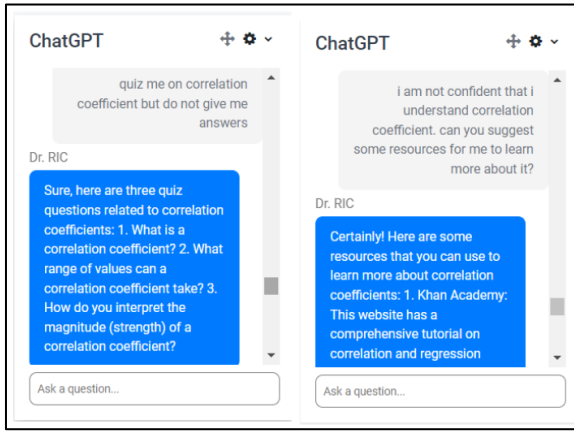 ChatGPT
quiz me on correlation
coefficient but do not give me
answers
Dr. RIC
Sure, here are three quiz
questions related to correlation
coefficients: 1. What is a
correlation coefficient? 2. What
range of values can a
correlation coefficient take? 3.
How do you interpret the
magnitude (strength) of a
correlation coefficient?
Ask a question...
ChatGPT
i am not confident that i
understand correlation
coefficient. can you suggest
some resources for me to learn
more about it?
Dr. RIC
Certainly! Here are some
resources that you can use to
learn more about correlation
coefficients: 1. Khan Academy:
This website has a
comprehensive tutorial on
correlation and regression
Ask a question...